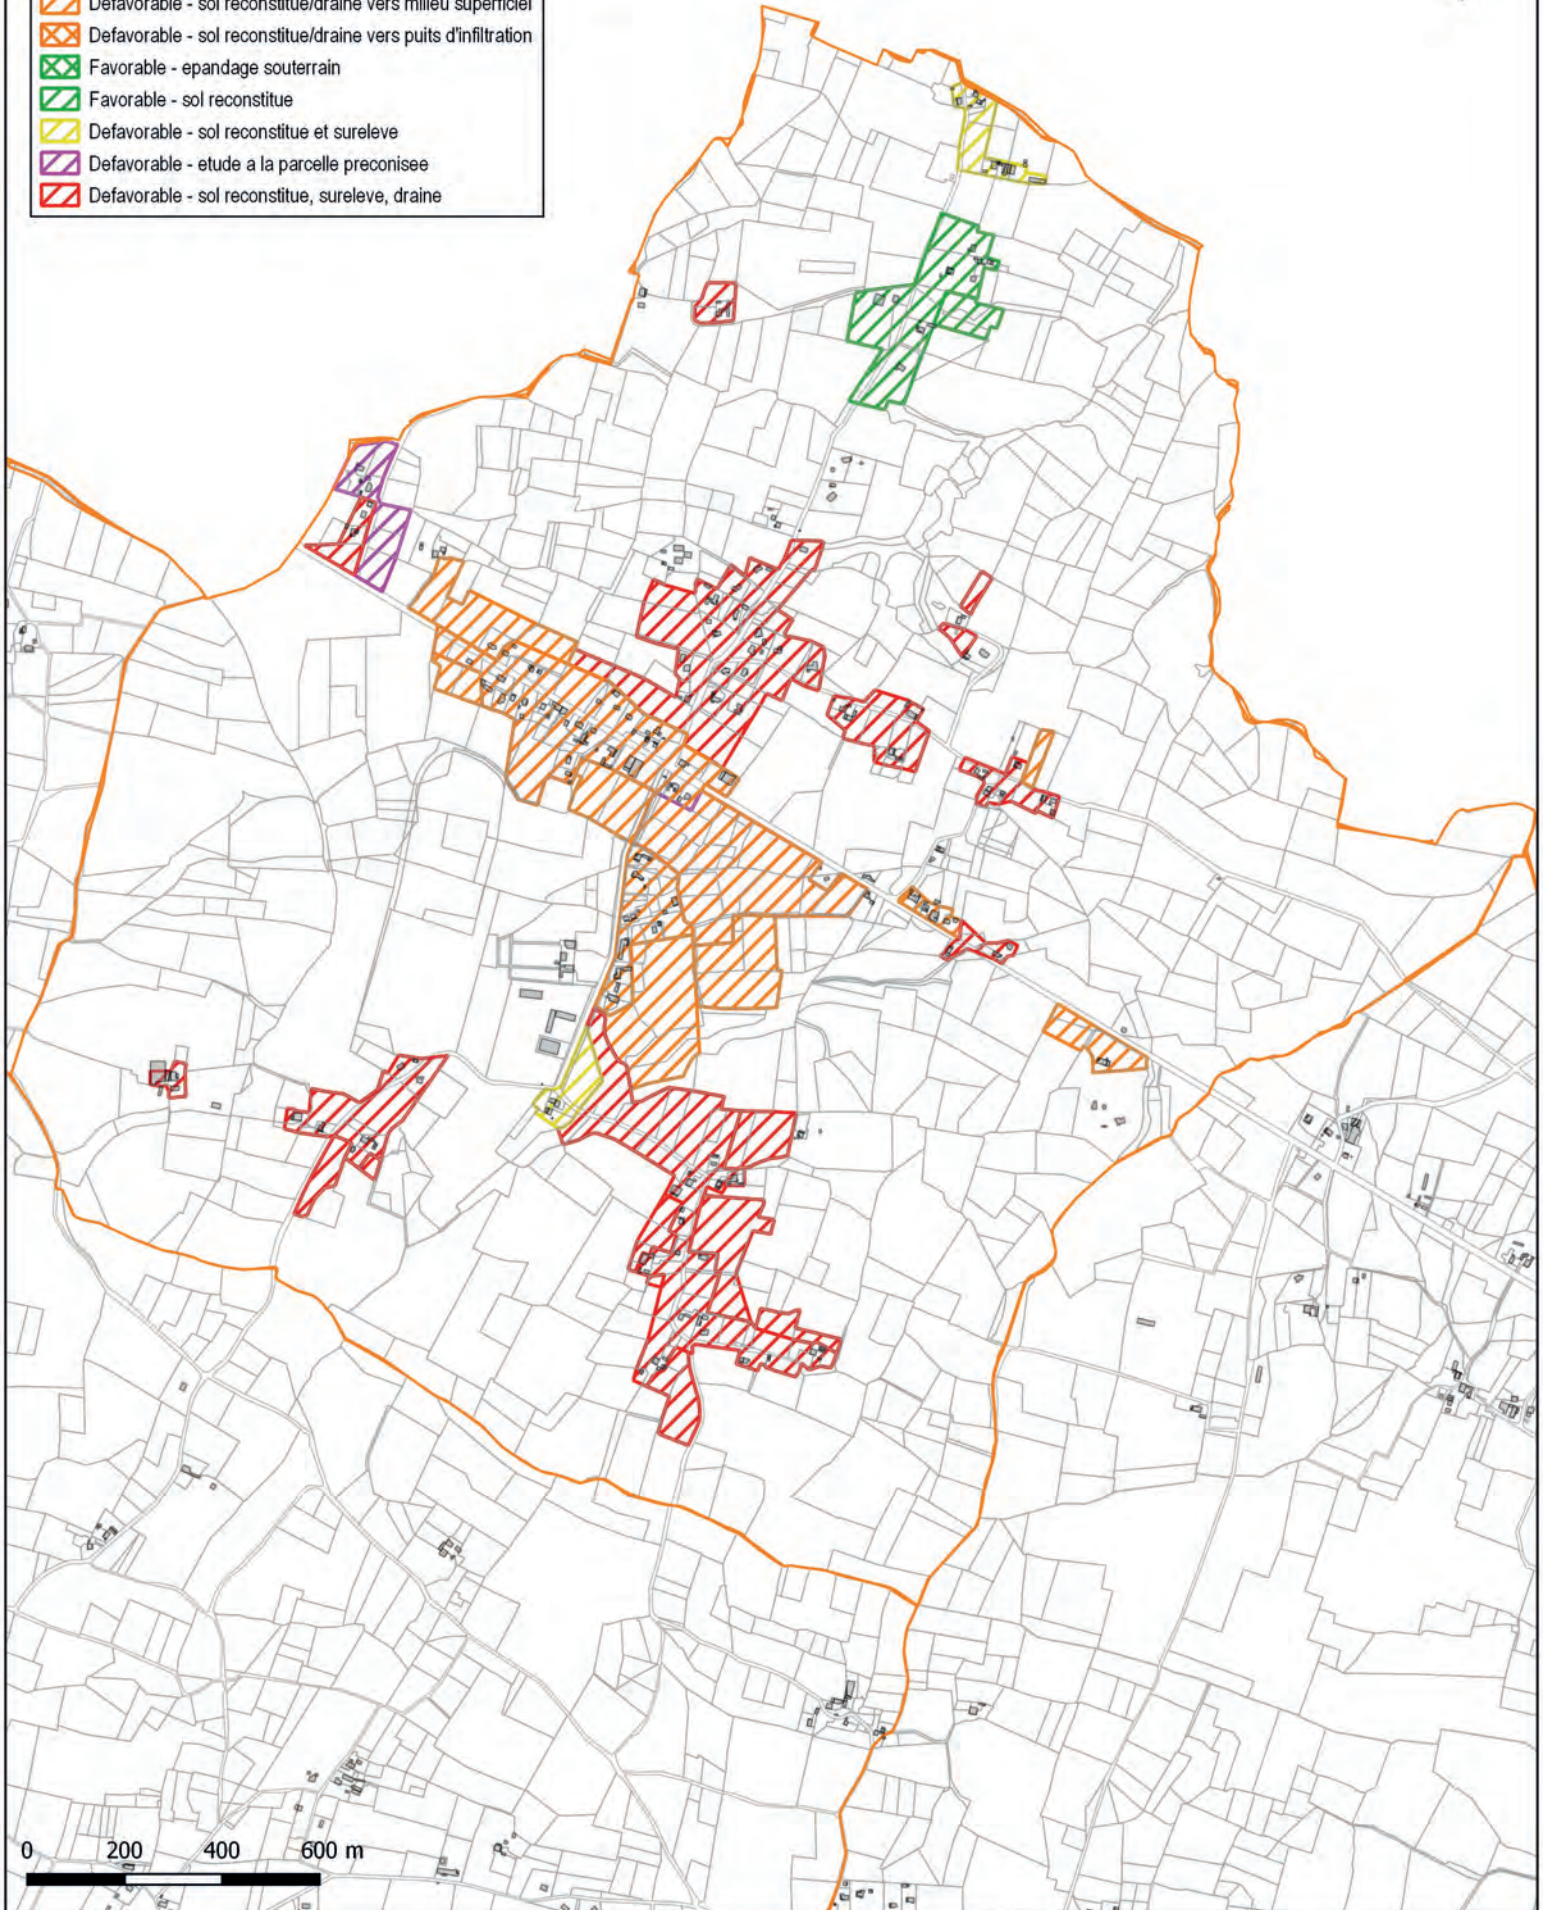 Defavorable - sol reconstitue/draine vers milieu superficiel
Defavorable - sol reconstitue/draine vers puits d'infiltration
Favorable - epandage souterrain
Favorable - sol reconstitue
Defavorable - sol reconstitue et sureleve
Defavorable - etude a la parcelle preconisee
Defavorable - sol reconstitue, sureleve, draine
0 200 400 600 m